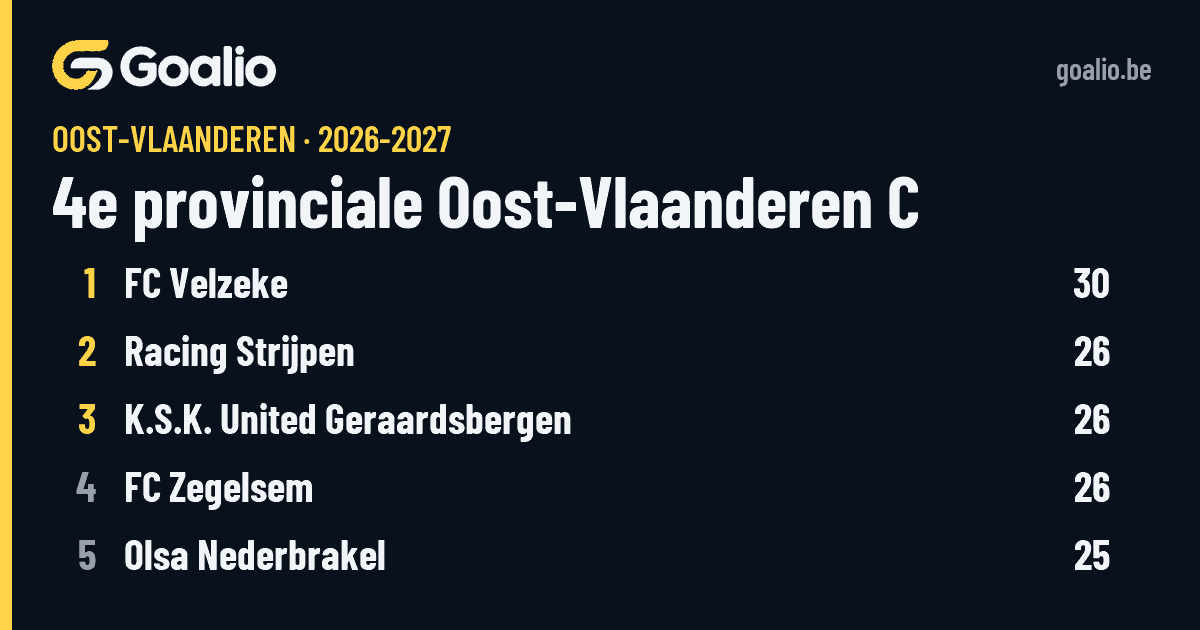 Goalio
goalio.be
OOST-VLAANDEREN · 2026-2027
4e provinciale Oost-Vlaanderen C
1 FC Velzeke 30
2 Racing Strijpen 26
3 K.S.K. United Geraardsbergen 26
4 FC Zegelsem 26
5 Olsa Nederbrakel 25